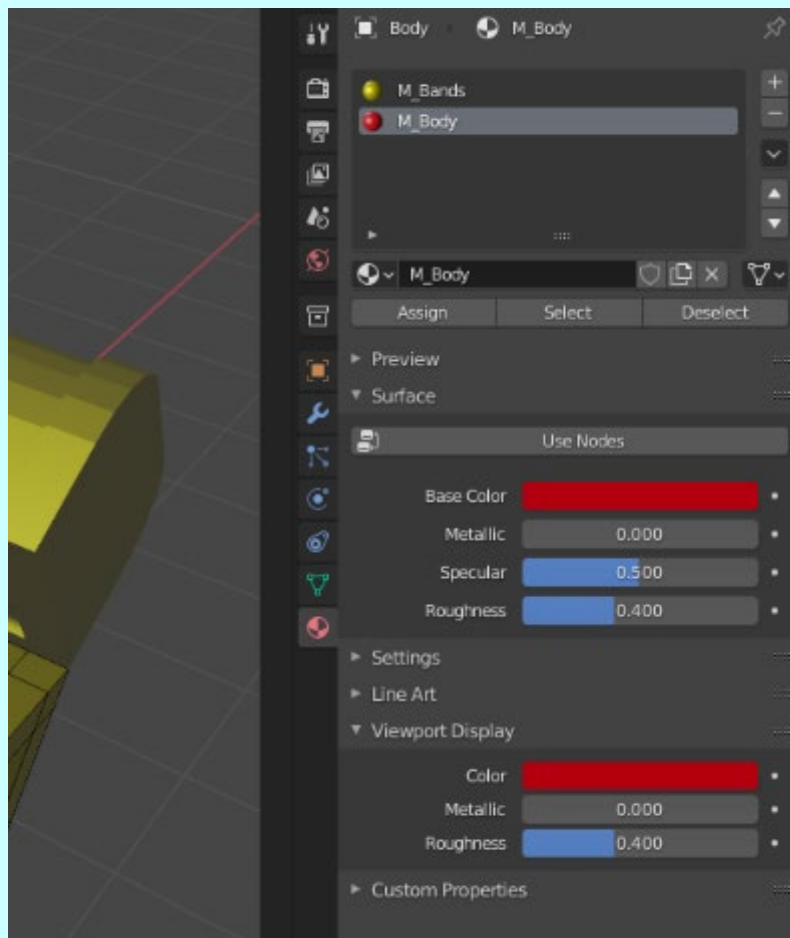 Body M_Body
M_Bands
M_Body
M_Body
Assign Select Deselect
Preview
Surface
Use Nodes
Base Color
Metallic 0.000
Specular 0.500
Roughness 0.400
Settings
Line Art
Viewport Display
Color
Metallic 0.000
Roughness 0.400
Custom Properties